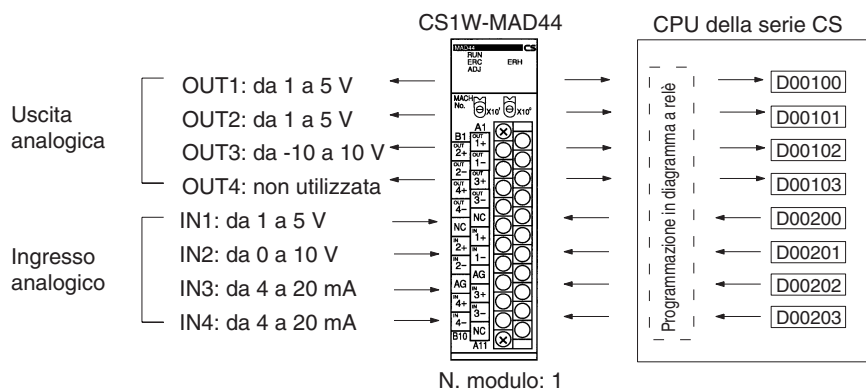 CS1W-MAD44
CPU della serie CS
MAD44 CS
RUN
ERC ERH
ADJ
MACH
No.
X10¹ X10⁰
Uscita
analogica
OUT1: da 1 a 5 V
OUT2: da 1 a 5 V
OUT3: da -10 a 10 V
OUT4: non utilizzata
Ingresso
analogico
IN1: da 1 a 5 V
IN2: da 0 a 10 V
IN3: da 4 a 20 mA
IN4: da 4 a 20 mA
B1
OUT 2+
OUT 2−
OUT 4+
OUT 4−
NC
IN 2+
IN 2−
AG
IN 4+
IN 4−
B10
A1
OUT 1+
OUT 1−
OUT 3+
OUT 3−
NC
IN 1+
IN 1−
AG
IN 3+
IN 3−
NC
A11
Programmazione in diagramma a relè
D00100
D00101
D00102
D00103
D00200
D00201
D00202
D00203
N. modulo: 1